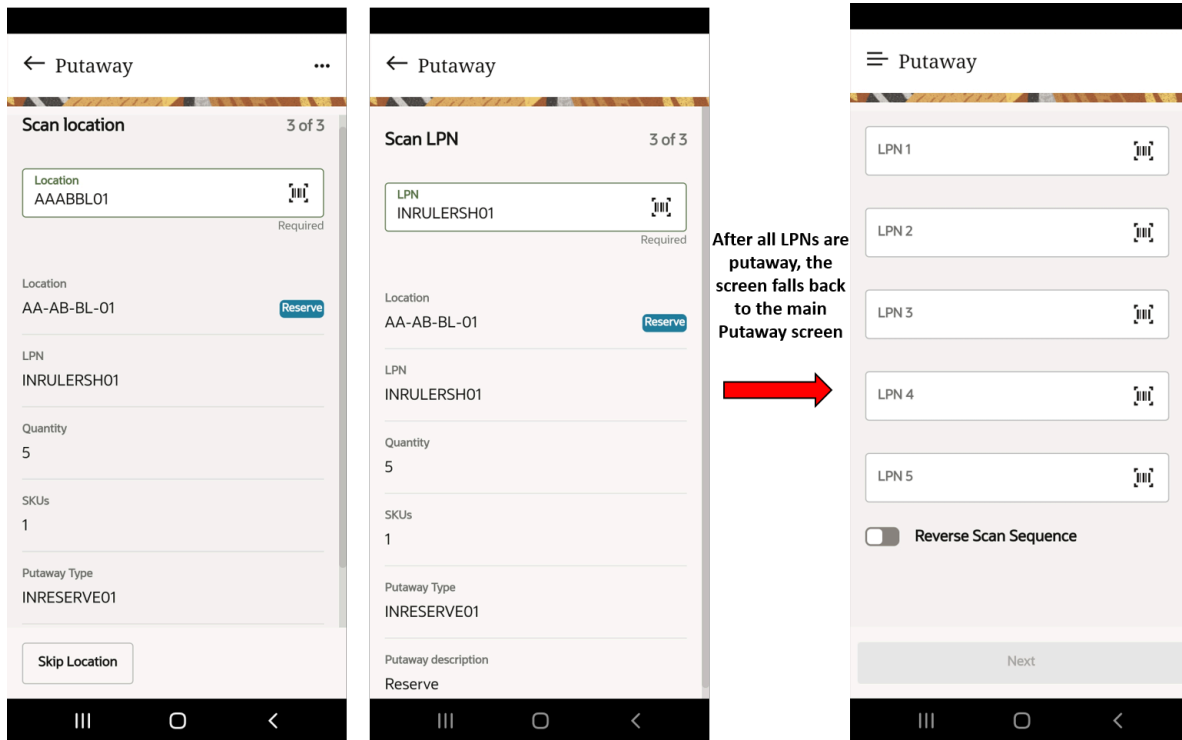 Putaway
Scan location 3 of 3
Location
AAABBL01
Required
Location
AA-AB-BL-01 Reserve
LPN
INRULERSH01
Quantity
5
SKUs
1
Putaway Type
INRESERVE01
Skip Location
Putaway
Scan LPN 3 of 3
LPN
INRULERSH01
Required
Location
AA-AB-BL-01 Reserve
LPN
INRULERSH01
Quantity
5
SKUs
1
Putaway Type
INRESERVE01
Putaway description
Reserve
After all LPNs are
putaway, the
screen falls back
to the main
Putaway screen
Putaway
LPN 1
LPN 2
LPN 3
LPN 4
LPN 5
Reverse Scan Sequence
Next